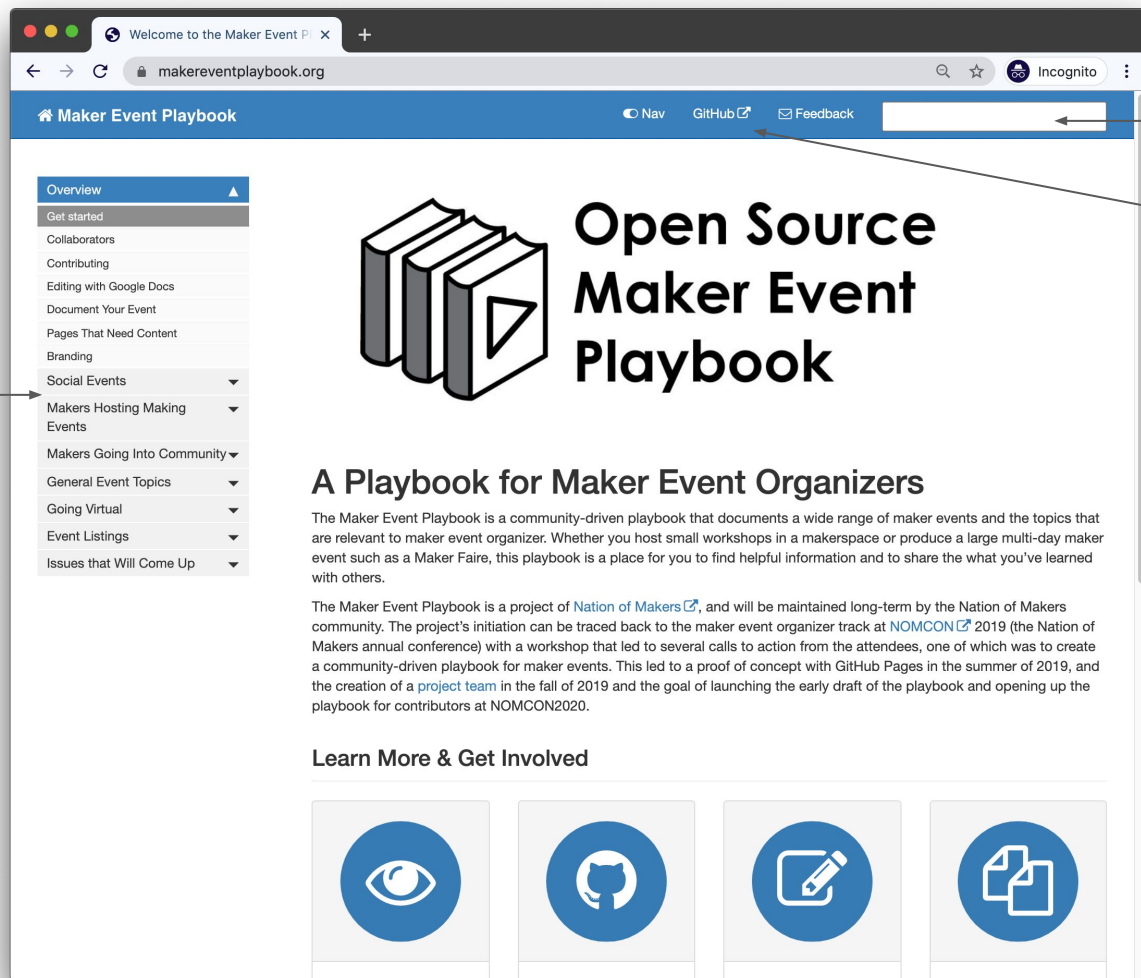 Welcome to the Maker Event Pl
makereventplaybook.org
Incognito
Maker Event Playbook
Nav
GitHub
Feedback
Overview
Get started
Collaborators
Contributing
Editing with Google Docs
Document Your Event
Pages That Need Content
Branding
Social Events
Makers Hosting Making
Events
Makers Going Into Community
General Event Topics
Going Virtual
Event Listings
Issues that Will Come Up
Open Source
Maker Event
Playbook
A Playbook for Maker Event Organizers
The Maker Event Playbook is a community-driven playbook that documents a wide range of maker events and the topics that
are relevant to maker event organizer. Whether you host small workshops in a makerspace or produce a large multi-day maker
event such as a Maker Faire, this playbook is a place for you to find helpful information and to share the what you've learned
with others.
The Maker Event Playbook is a project of Nation of Makers, and will be maintained long-term by the Nation of Makers
community. The project's initiation can be traced back to the maker event organizer track at NOMCON 2019 (the Nation of
Makers annual conference) with a workshop that led to several calls to action from the attendees, one of which was to create
a community-driven playbook for maker events. This led to a proof of concept with GitHub Pages in the summer of 2019, and
the creation of a project team in the fall of 2019 and the goal of launching the early draft of the playbook and opening up the
playbook for contributors at NOMCON2020.
Learn More & Get Involved